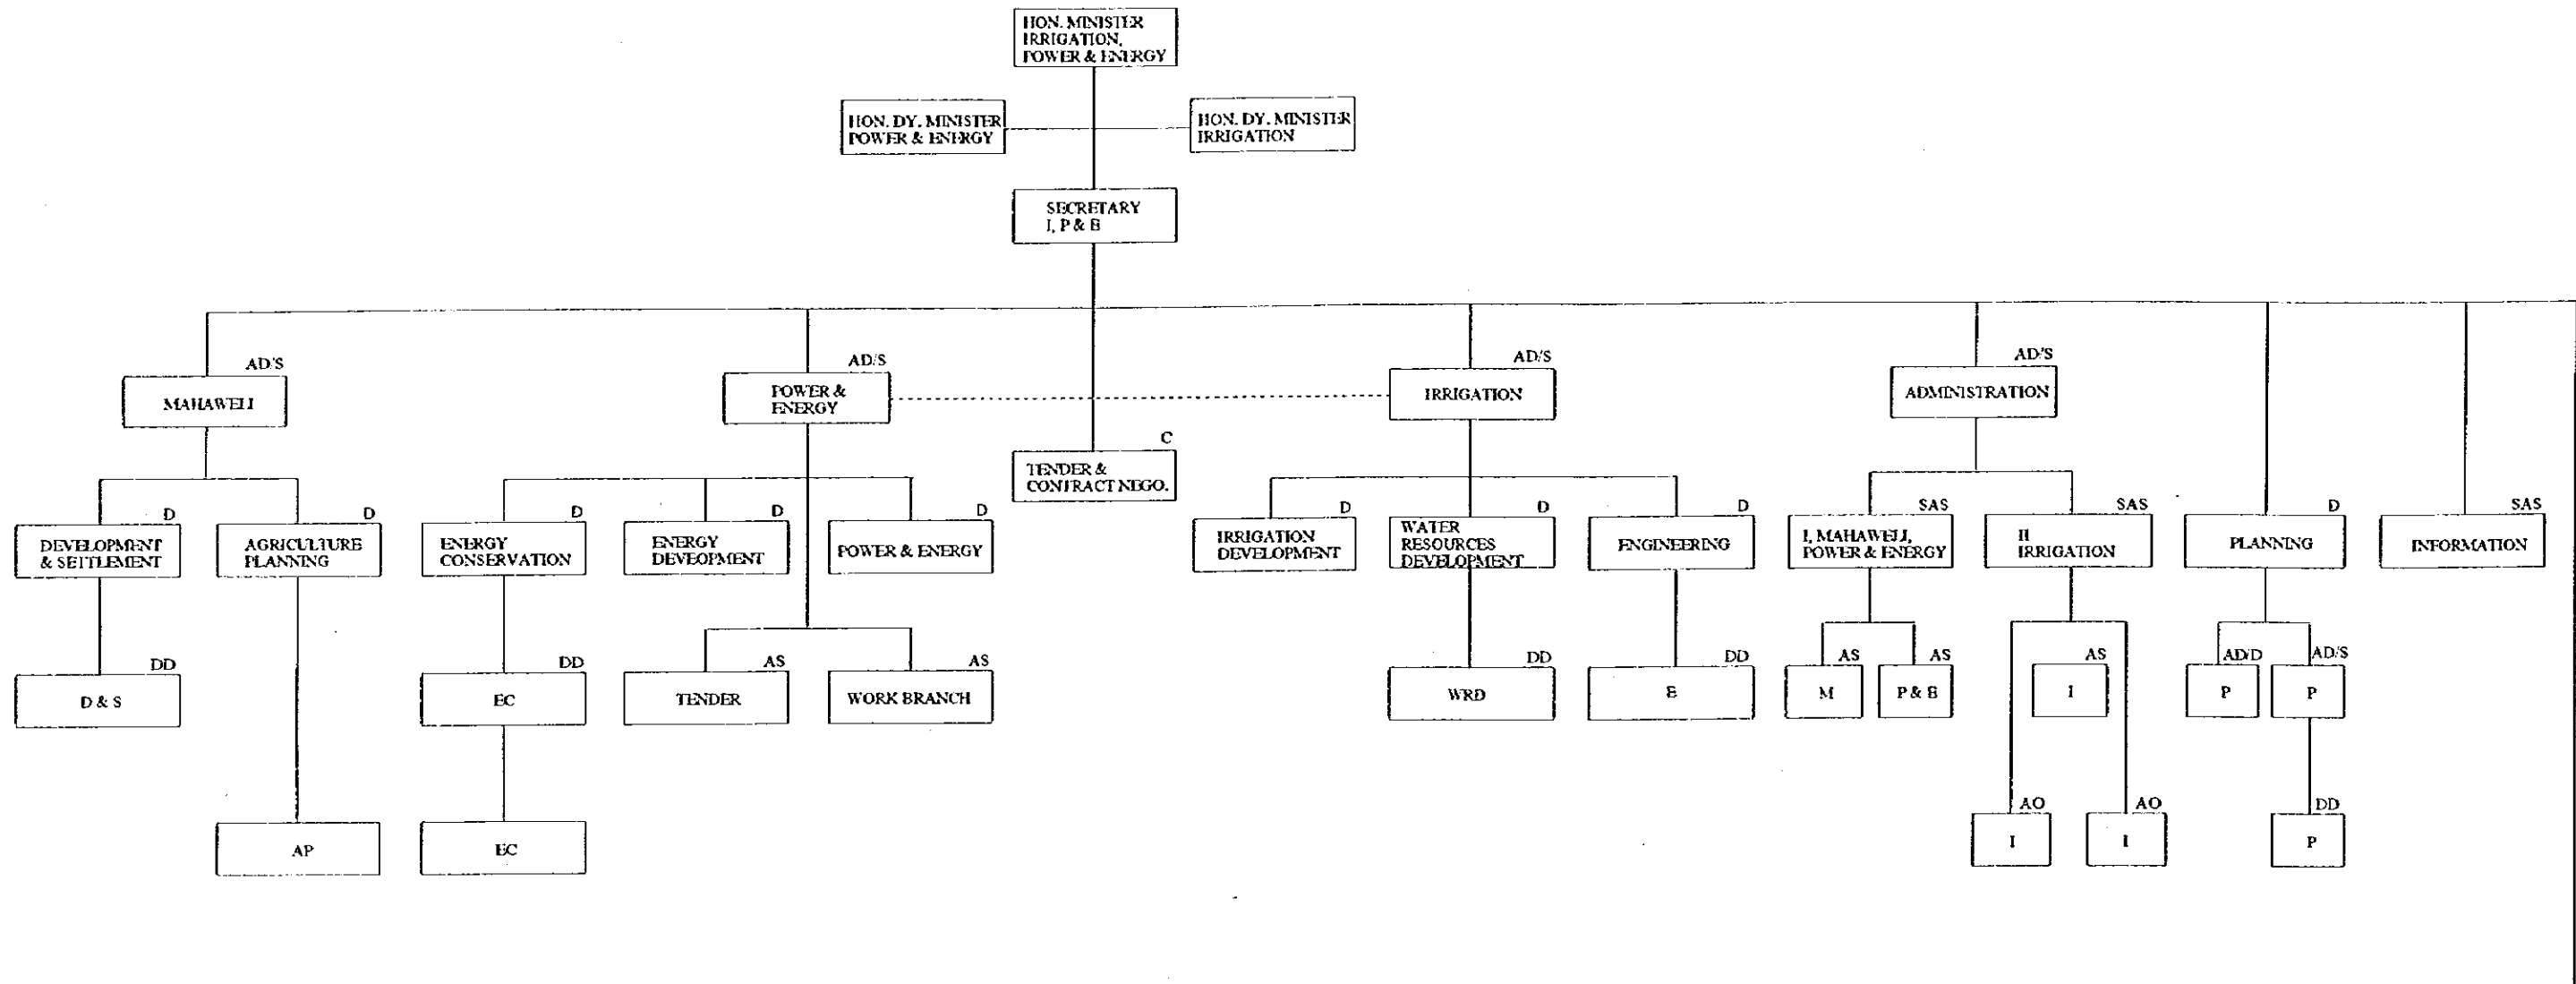 HON. MINISTER
IRRIGATION,
POWER & ENERGY
HON. DY. MINISTER
POWER & ENERGY
HON. DY. MINISTER
IRRIGATION
SECRETARY
I, P & E
AD/S
MAHAWELI
AD/S
POWER &
ENERGY
AD/S
IRRIGATION
AD/S
ADMINISTRATION
C
TENDER &
CONTRACT NEGO.
D
DEVELOPMENT
& SETTLEMENT
D
AGRICULTURE
PLANNING
D
ENERGY
CONSERVATION
D
ENERGY
DEVEOPMENT
D
POWER & ENERGY
D
IRRIGATION
DEVELOPMENT
D
WATER
RESOURCES
DEVELOPMENT
D
ENGINEERING
SAS
I, MAHAWELI,
POWER & ENERGY
SAS
II
IRRIGATION
D
PLANNING
SAS
INFORMATION
DD
D & S
DD
EC
AS
TENDER
AS
WORK BRANCH
DD
WRD
DD
E
AS
M
AS
P & E
AS
I
AD/D
P
AD/S
P
AP
EC
AO
I
AO
I
DD
P